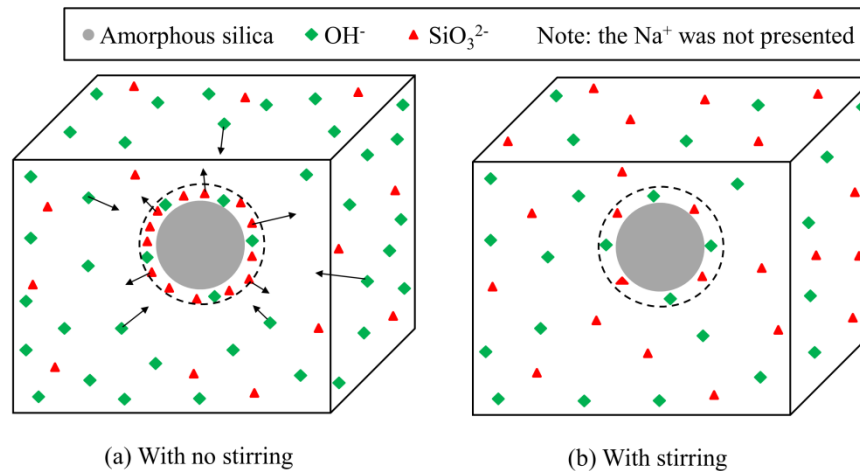 Amorphous silica OH⁻ SiO₃²⁻ Note: the Na⁺ was not presented
(a) With no stirring (b) With stirring